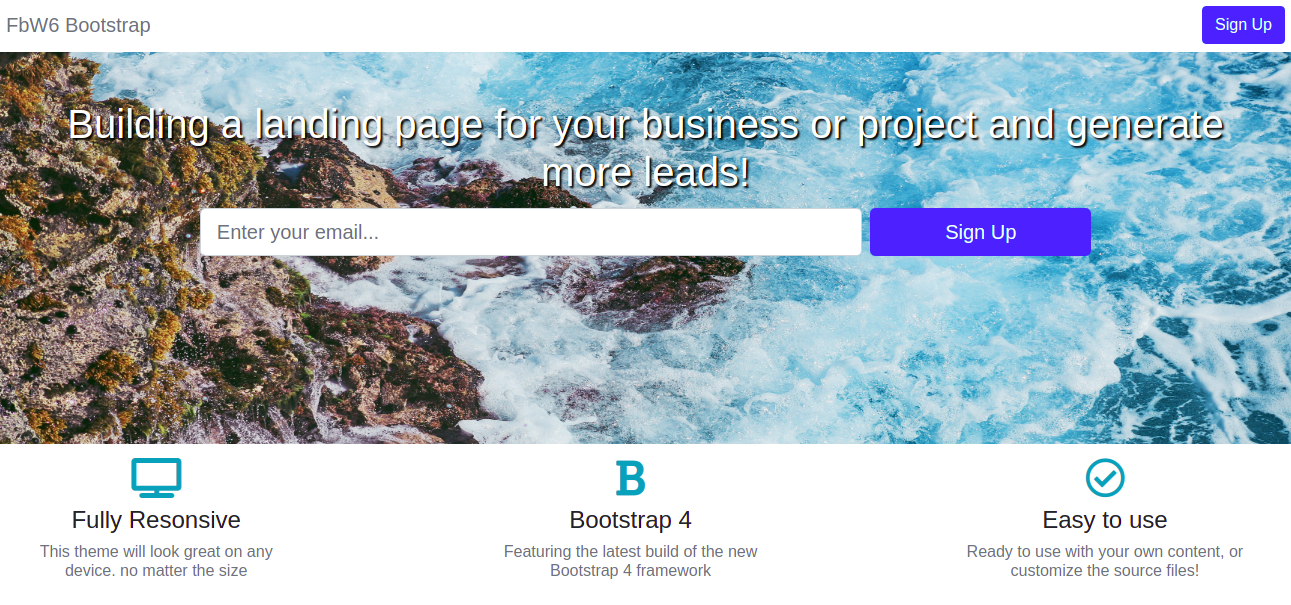 FbW6 Bootstrap
Sign Up
Building a landing page for your business or project and generate
more leads!
Enter your email...
Sign Up
B
Fully Resonsive
Bootstrap 4
Easy to use
This theme will look great on any
device. no matter the size
Featuring the latest build of the new
Bootstrap 4 framework
Ready to use with your own content, or
customize the source files!